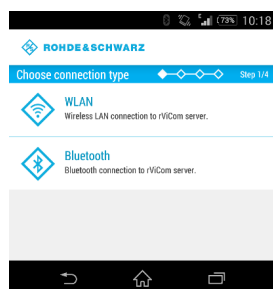 73% 10:18
ROHDE&SCHWARZ
Choose connection type Step 1/4
WLAN
Wireless LAN connection to rViCom server.
Bluetooth
Bluetooth connection to rViCom server.